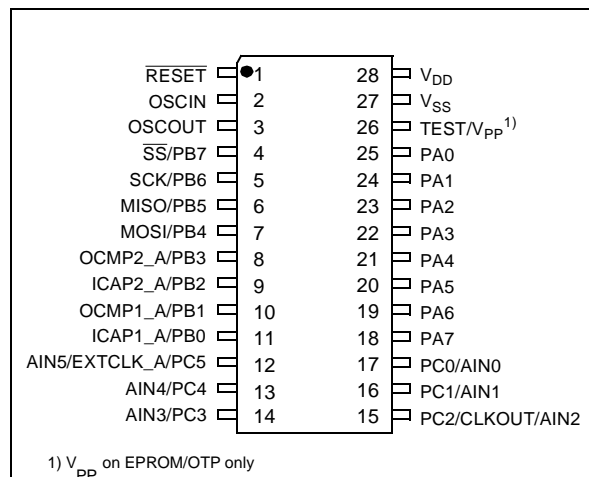 RESET 1 28 VDD
OSCIN 2 27 VSS
OSCOUT 3 26 TEST/VPP1)
SS/PB7 4 25 PA0
SCK/PB6 5 24 PA1
MISO/PB5 6 23 PA2
MOSI/PB4 7 22 PA3
OCMP2_A/PB3 8 21 PA4
ICAP2_A/PB2 9 20 PA5
OCMP1_A/PB1 10 19 PA6
ICAP1_A/PB0 11 18 PA7
AIN5/EXTCLK_A/PC5 12 17 PC0/AIN0
AIN4/PC4 13 16 PC1/AIN1
AIN3/PC3 14 15 PC2/CLKOUT/AIN2
1) VPP on EPROM/OTP only